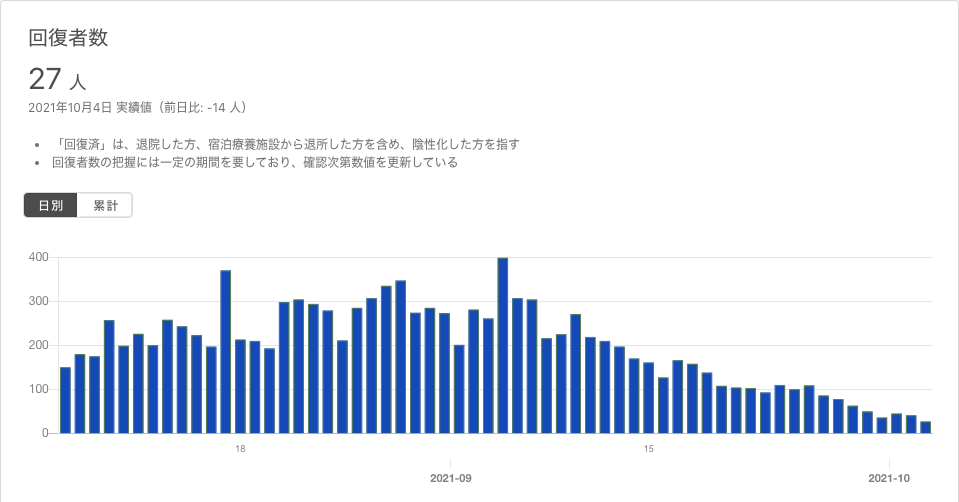 回復者数
27 人
2021年10月4日 実績値（前日比: -14 人）
• 「回復済」は、退院した方、宿泊療養施設から退所した方を含め、陰性化した方を指す
• 回復者数の把握には一定の期間を要しており、確認次第数値を更新している
日別 累計
400
300
200
100
0
18 15
2021-09 2021-10